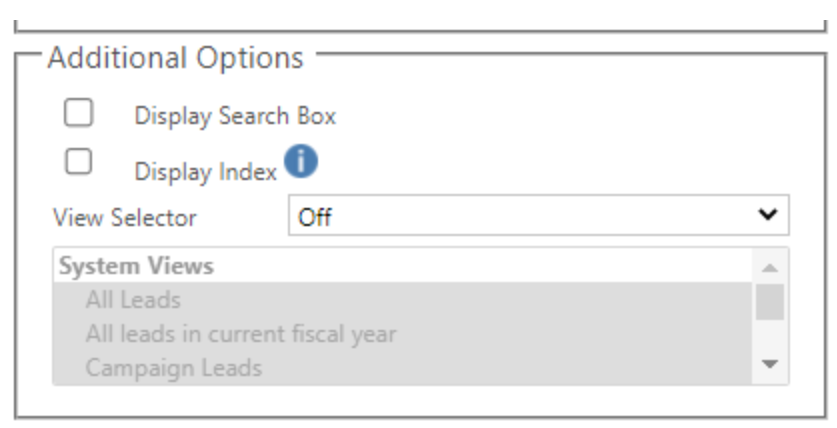 Additional Options
Display Search Box
Display Index i
View Selector Off
System Views
All Leads
All leads in current fiscal year
Campaign Leads